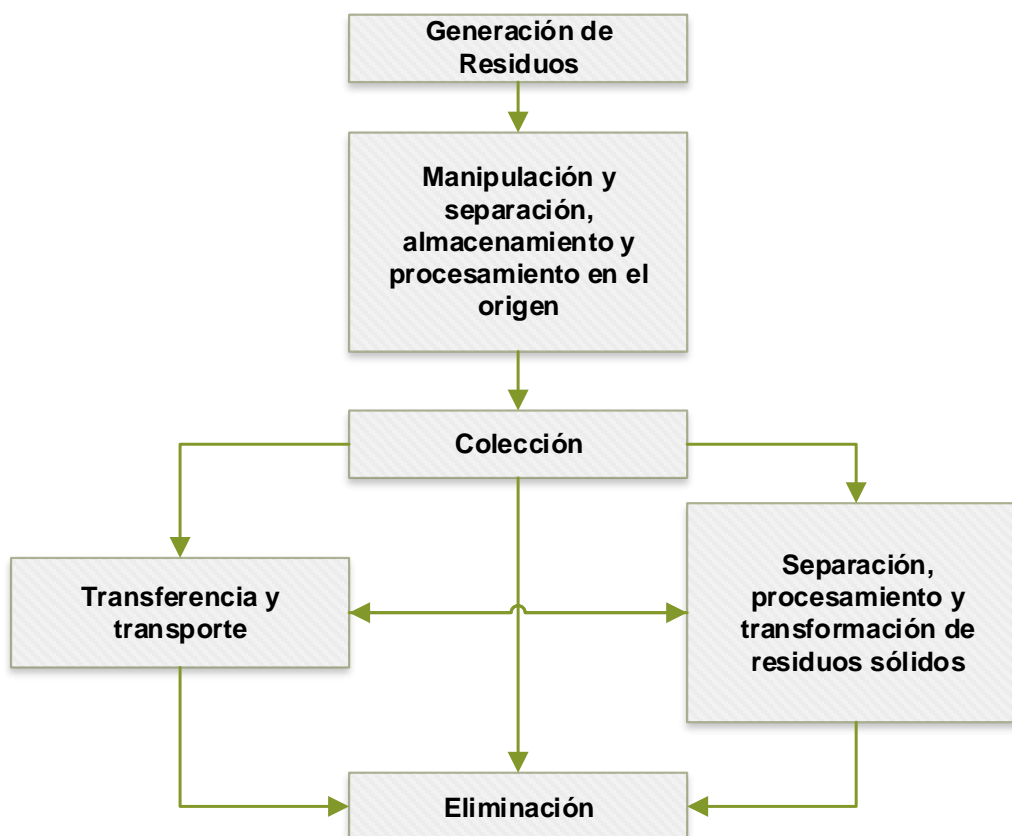 Generación de
Residuos
Manipulación y
separación,
almacenamiento y
procesamiento en el
origen
Colección
Transferencia y
transporte
Separación,
procesamiento y
transformación de
residuos sólidos
Eliminación